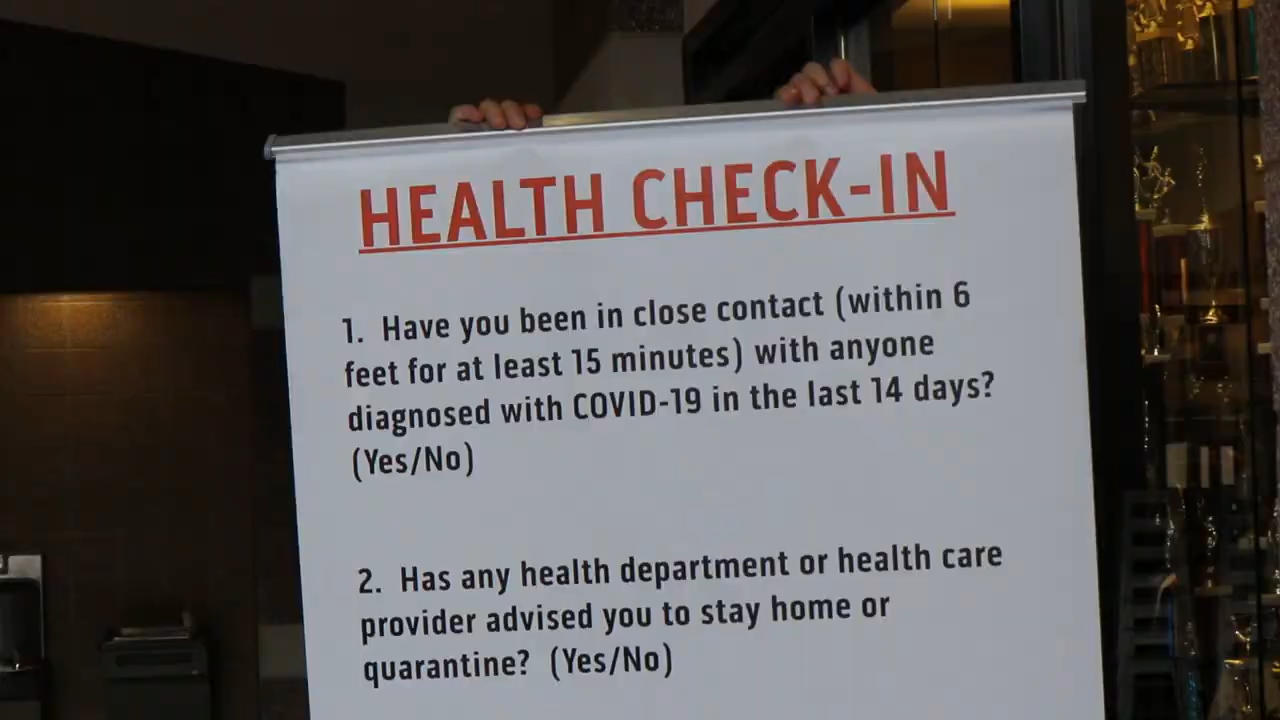 HEALTH CHECK-IN
1. Have you been in close contact (within 6
feet for at least 15 minutes) with anyone
diagnosed with COVID-19 in the last 14 days?
(Yes/No)
2. Has any health department or health care
provider advised you to stay home or
quarantine? (Yes/No)